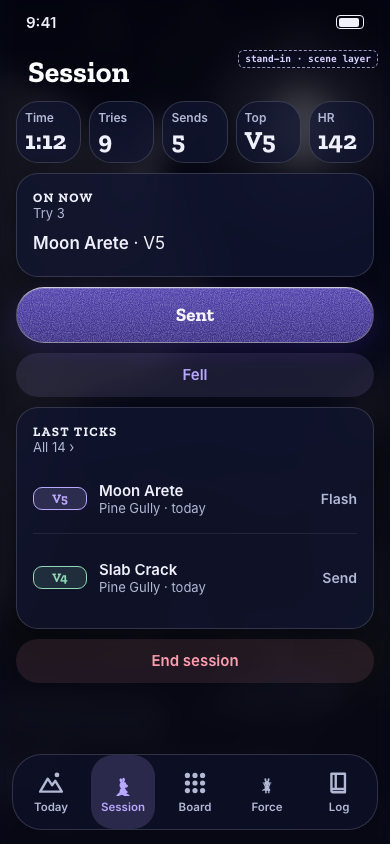 9:41
stand-in · scene layer
Session
Time
Tries
Sends
Top
HR
1:12
9
5
V5
142
ON NOW
Try 3
Moon Arete · V5
Sent
Fell
LAST TICKS
All 14 ›
V5
Moon Arete
Pine Gully · today
Flash
V4
Slab Crack
Pine Gully · today
Send
End session
Today
Session
Board
Force
Log